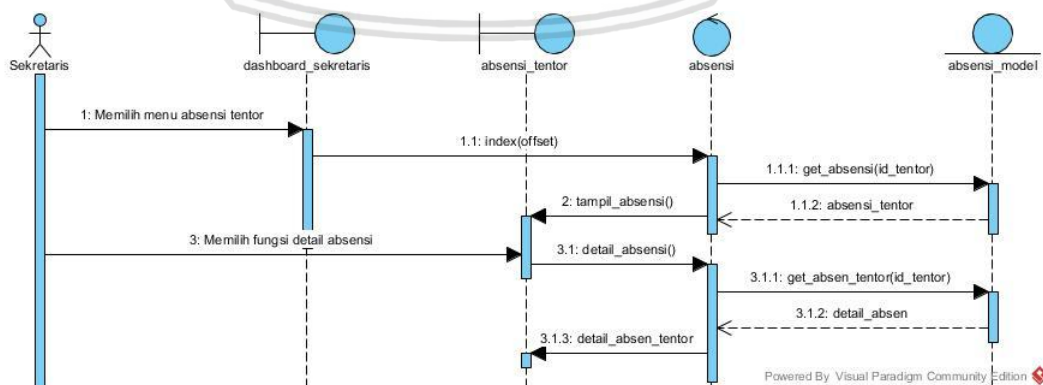 Sekretaris
dashboard_sekretaris
absensi_tentor
absensi
absensi_model
1: Memilih menu absensi tentor
1.1: index(offset)
1.1.1: get_absensi(id_tentor)
1.1.2: absensi_tentor
2: tampil_absensi()
3: Memilih fungsi detail absensi
3.1: detail_absensi()
3.1.1: get_absen_tentor(id_tentor)
3.1.2: detail_absen
3.1.3: detail_absen_tentor
Powered By Visual Paradigm Community Edition